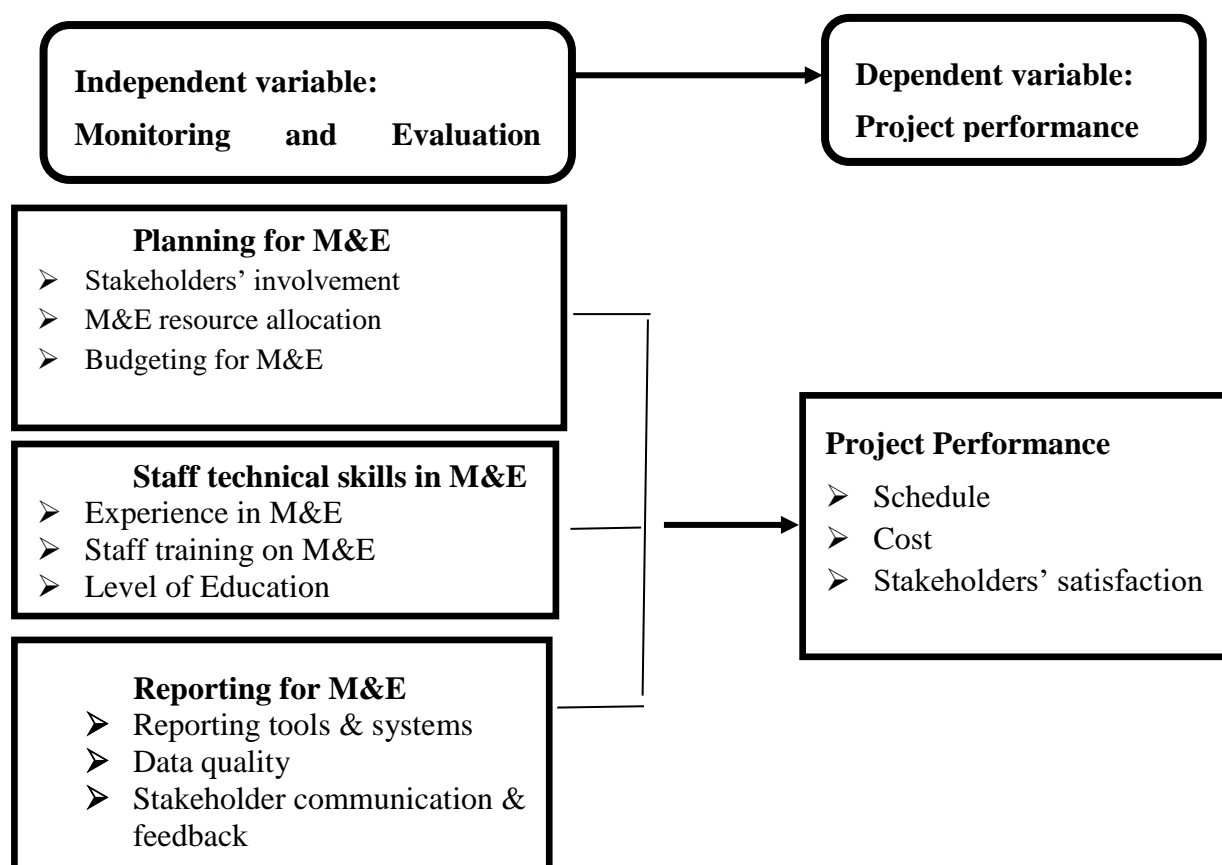 Independent variable:
Monitoring and Evaluation
Dependent variable:
Project performance
Planning for M&E
➢ Stakeholders’ involvement
➢ M&E resource allocation
➢ Budgeting for M&E
Staff technical skills in M&E
➢ Experience in M&E
➢ Staff training on M&E
➢ Level of Education
Reporting for M&E
➢ Reporting tools & systems
➢ Data quality
➢ Stakeholder communication &
feedback
Project Performance
➢ Schedule
➢ Cost
➢ Stakeholders’ satisfaction